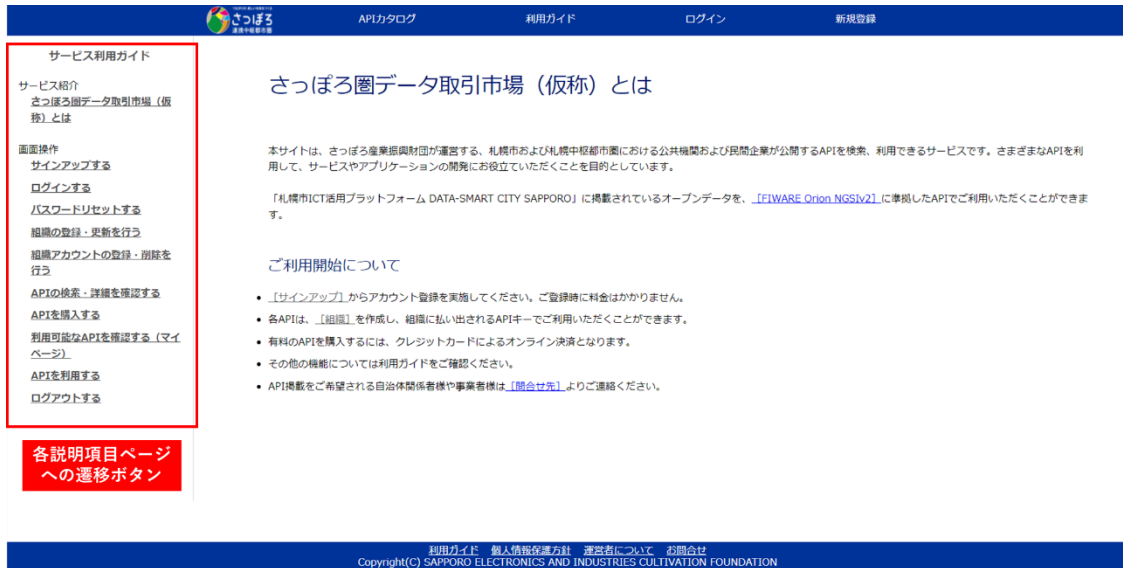 さっぽろ
連携中枢都市圏
APIカタログ
利用ガイド
ログイン
新規登録
サービス利用ガイド
サービス紹介
さっぽろ圏データ取引市場（仮
称）とは
画面操作
サインアップする
ログインする
パスワードリセットする
組織の登録・更新を行う
組織アカウントの登録・削除を
行う
APIの検索・詳細を確認する
APIを購入する
利用可能なAPIを確認する（マイ
ページ）
APIを利用する
ログアウトする
各説明項目ページ
への遷移ボタン
さっぽろ圏データ取引市場（仮称）とは
本サイトは、さっぽろ産業振興財団が運営する、札幌市および札幌中枢都市圏における公共機関および民間企業が公開するAPIを検索、利用できるサービスです。さまざまなAPIを利
用して、サービスやアプリケーションの開発にお役立ていただくことを目的としています。
「札幌市ICT活用プラットフォーム DATA-SMART CITY SAPPORO」に掲載されているオープンデータを、［FIWARE Orion NGSIv2］に準拠したAPIでご利用いただくことができま
す。
ご利用開始について
• ［サインアップ］からアカウント登録を実施してください。ご登録時に料金はかかりません。
• 各APIは、［組織］を作成し、組織に払い出されるAPIキーでご利用いただくことができます。
• 有料のAPIを購入するには、クレジットカードによるオンライン決済となります。
• その他の機能については利用ガイドをご確認ください。
• API掲載をご希望される自治体関係者様や事業者様は［問合せ先］よりご連絡ください。
利用ガイド 個人情報保護方針 運営者について お問合せ
Copyright(C) SAPPORO ELECTRONICS AND INDUSTRIES CULTIVATION FOUNDATION